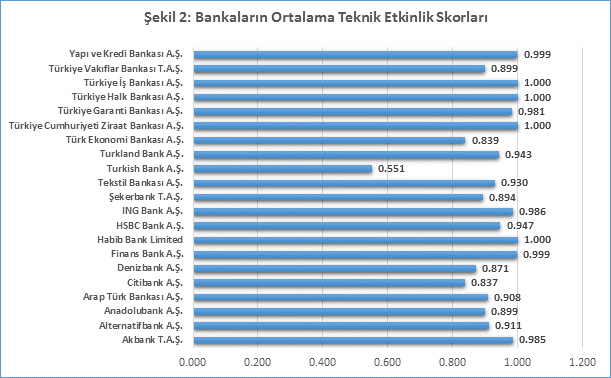 Şekil 2: Bankaların Ortalama Teknik Etkinlik Skorları
Yapı ve Kredi Bankası A.Ş. 0.999
Türkiye Vakıflar Bankası T.A.Ş. 0.899
Türkiye İş Bankası A.Ş. 1.000
Türkiye Halk Bankası A.Ş. 1.000
Türkiye Garanti Bankası A.Ş. 0.981
Türkiye Cumhuriyeti Ziraat Bankası A.Ş. 1.000
Türk Ekonomi Bankası A.Ş. 0.839
Turkland Bank A.Ş. 0.943
Turkish Bank A.Ş. 0.551
Tekstil Bankası A.Ş. 0.930
Şekerbank T.A.Ş. 0.894
ING Bank A.Ş. 0.986
HSBC Bank A.Ş. 0.947
Habib Bank Limited 1.000
Finans Bank A.Ş. 0.999
Denizbank A.Ş. 0.871
Citibank A.Ş. 0.837
Arap Türk Bankası A.Ş. 0.908
Anadolubank A.Ş. 0.899
Alternatifbank A.Ş. 0.911
Akbank T.A.Ş. 0.985
0.000 0.200 0.400 0.600 0.800 1.000 1.200